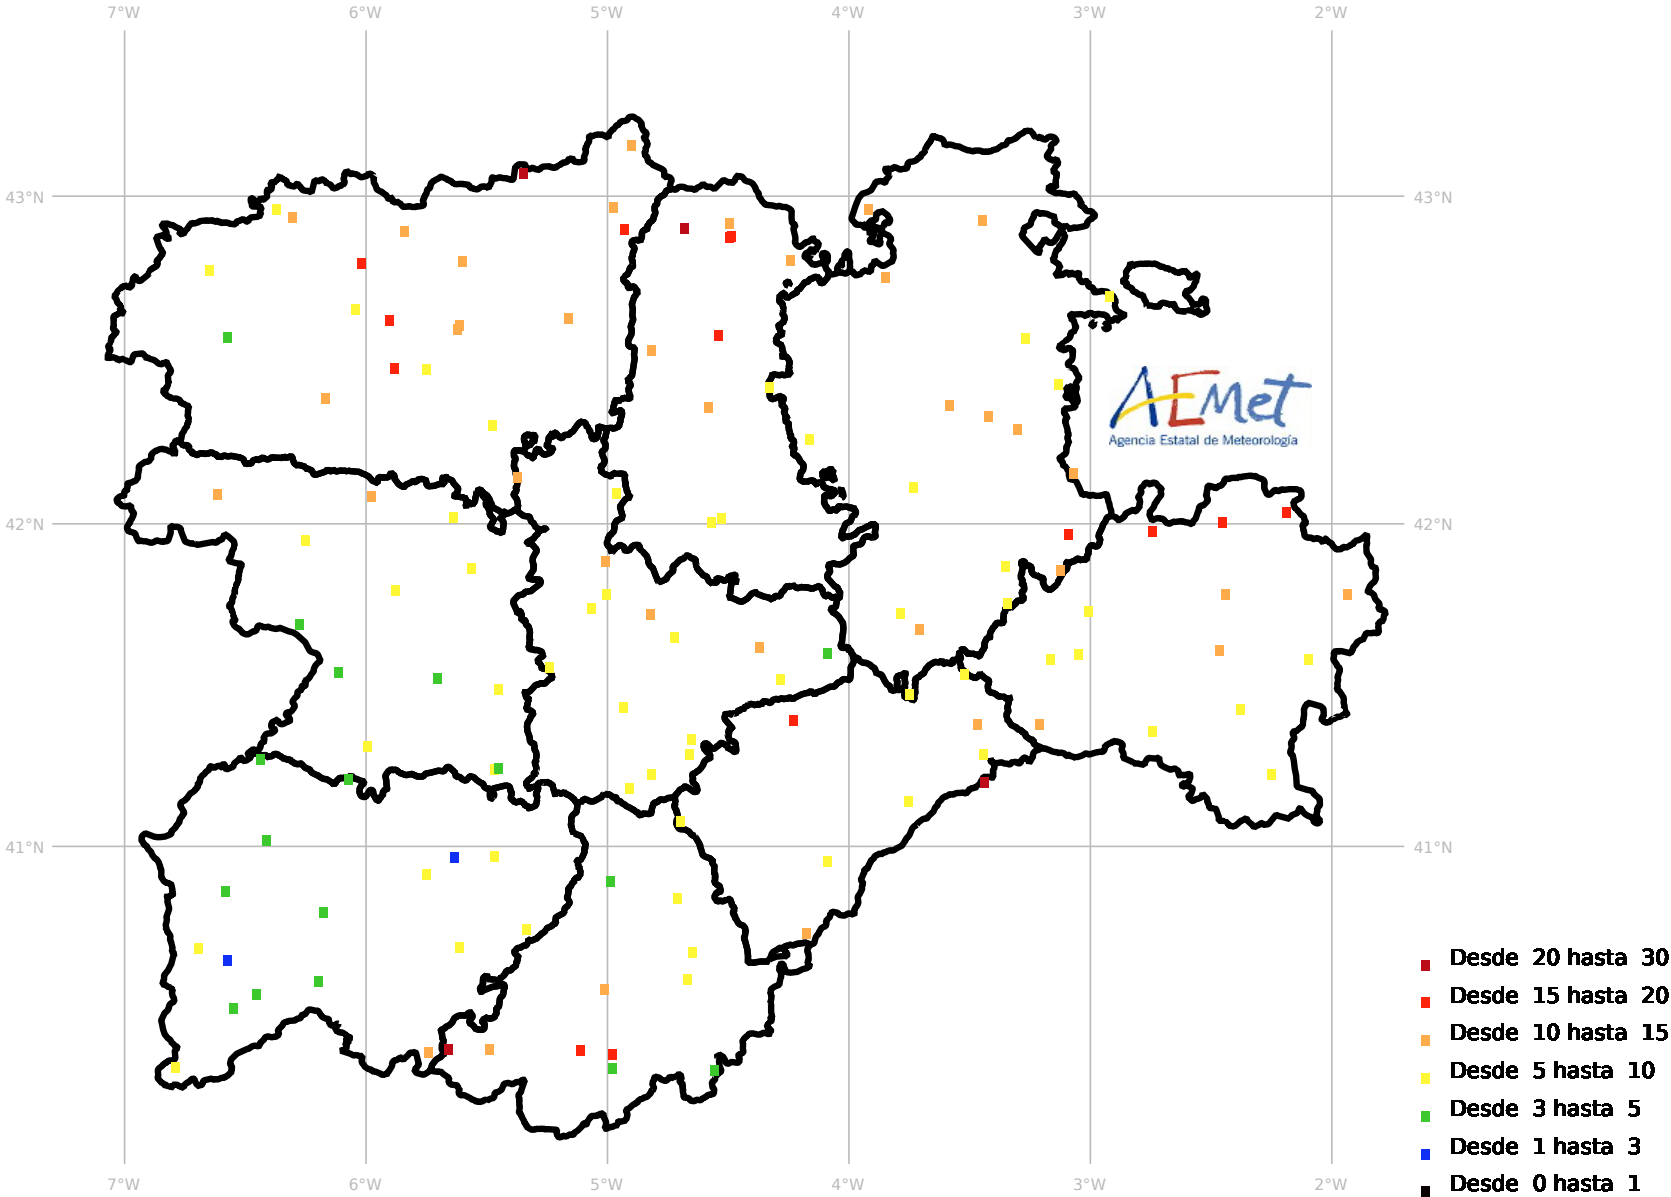 7°W 6°W 5°W 4°W 3°W 2°W
43°N 43°N
AEMet
Agencia Estatal de Meteorología
42°N 42°N
41°N 41°N
Desde 20 hasta 30
Desde 15 hasta 20
Desde 10 hasta 15
Desde 5 hasta 10
Desde 3 hasta 5
Desde 1 hasta 3
Desde 0 hasta 1
7°W 6°W 5°W 4°W 3°W 2°W